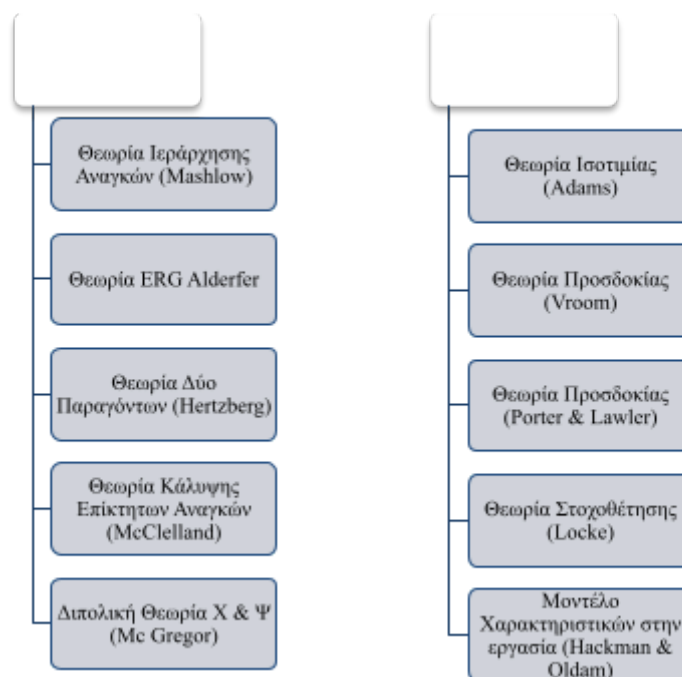 Θεωρία Ιεράρχησης
Αναγκών (Mashlow)
Θεωρία ERG Alderfer
Θεωρία Δύο
Παραγόντων (Hertzberg)
Θεωρία Κάλυψης
Επίκτητων Αναγκών
(McClelland)
Διπολική Θεωρία Χ & Ψ
(Mc Gregor)
Θεωρία Ισοτιμίας
(Adams)
Θεωρία Προσδοκίας
(Vroom)
Θεωρία Προσδοκίας
(Porter & Lawler)
Θεωρία Στοχοθέτησης
(Locke)
Μοντέλο
Χαρακτηριστικών στην
εργασία (Hackman &
Oldam)